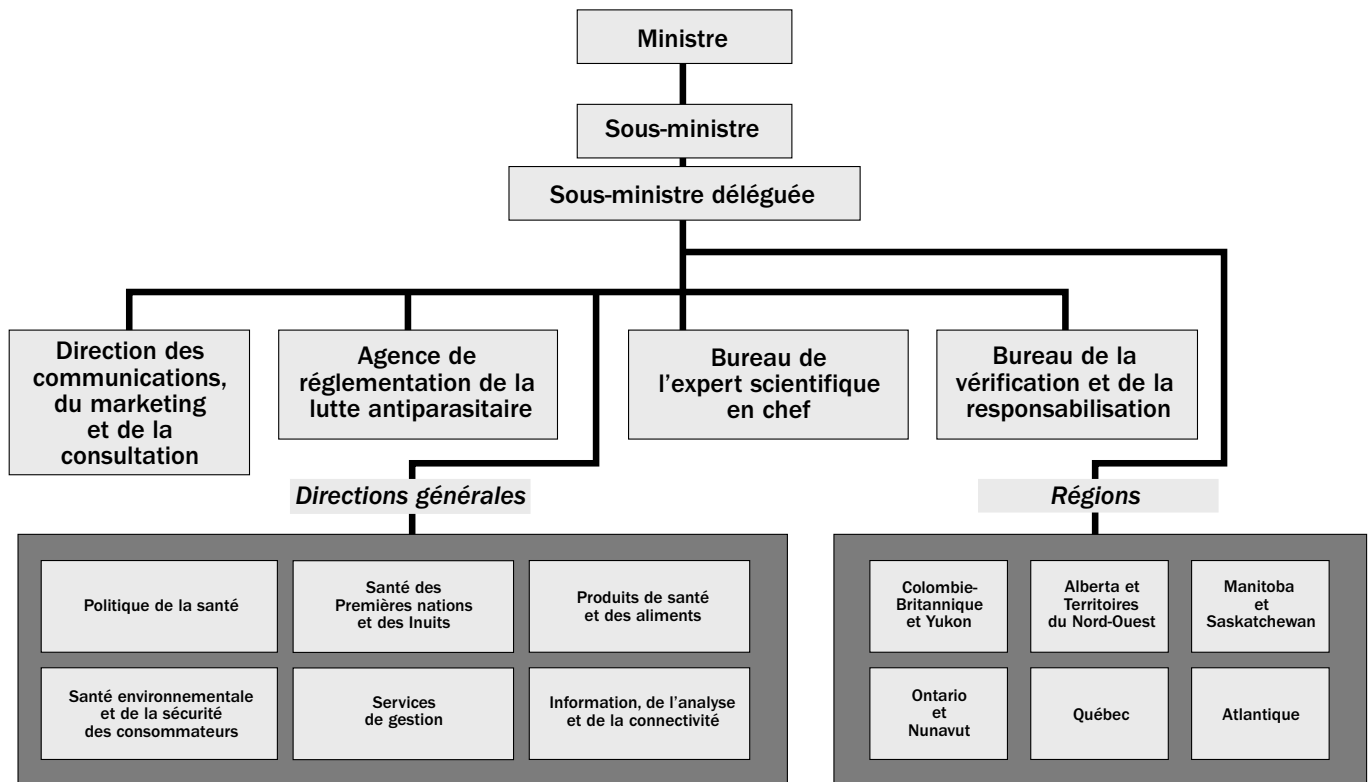 Ministre
Sous-ministre
Sous-ministre déléguée
Direction des
communications,
du marketing
et de la
consultation
Agence de
réglementation de la
lutte antiparasitaire
Bureau de
l'expert scientifique
en chef
Bureau de la
vérification et de la
responsabilisation
Directions générales
Régions
Politique de la santé
Santé des
Premières nations
et des Inuits
Produits de santé
et des aliments
Santé environnementale
et de la sécurité
des consommateurs
Services
de gestion
Information, de l'analyse
et de la connectivité
Colombie-
Britannique
et Yukon
Alberta et
Territoires
du Nord-Ouest
Manitoba
et
Saskatchewan
Ontario
et
Nunavut
Québec
Atlantique